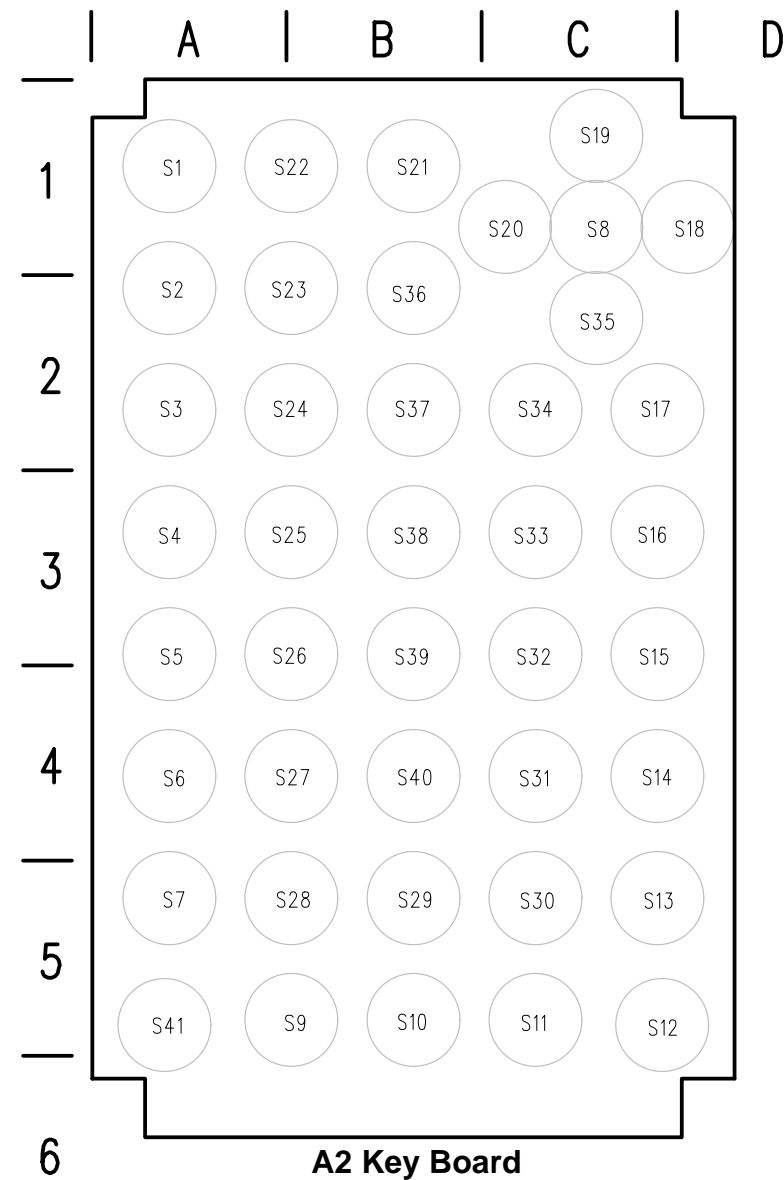 A B C D
S19
1 S1 S22 S21
S20 S8 S18
S2 S23 S36
S35
2
S3 S24 S37 S34 S17
S4 S25 S38 S33 S16
3
S5 S26 S39 S32 S15
4
S6 S27 S40 S31 S14
S7 S28 S29 S30 S13
5
S41 S9 S10 S11 S12
6 A2 Key Board